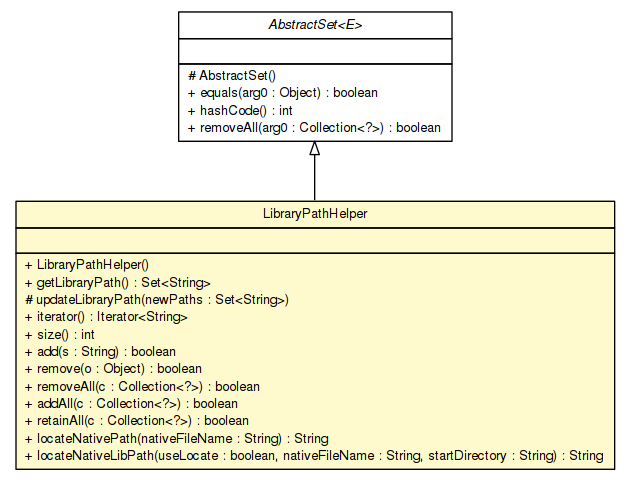 AbstractSet<E>
# AbstractSet()
+ equals(arg0 : Object) : boolean
+ hashCode() : int
+ removeAll(arg0 : Collection<?>) : boolean
LibraryPathHelper
+ LibraryPathHelper()
+ getLibraryPath() : Set<String>
# updateLibraryPath(newPaths : Set<String>)
+ iterator() : Iterator<String>
+ size() : int
+ add(s : String) : boolean
+ remove(o : Object) : boolean
+ removeAll(c : Collection<?>) : boolean
+ addAll(c : Collection<?>) : boolean
+ retainAll(c : Collection<?>) : boolean
+ locateNativePath(nativeFileName : String) : String
+ locateNativeLibPath(useLocate : boolean, nativeFileName : String, startDirectory : String) : String